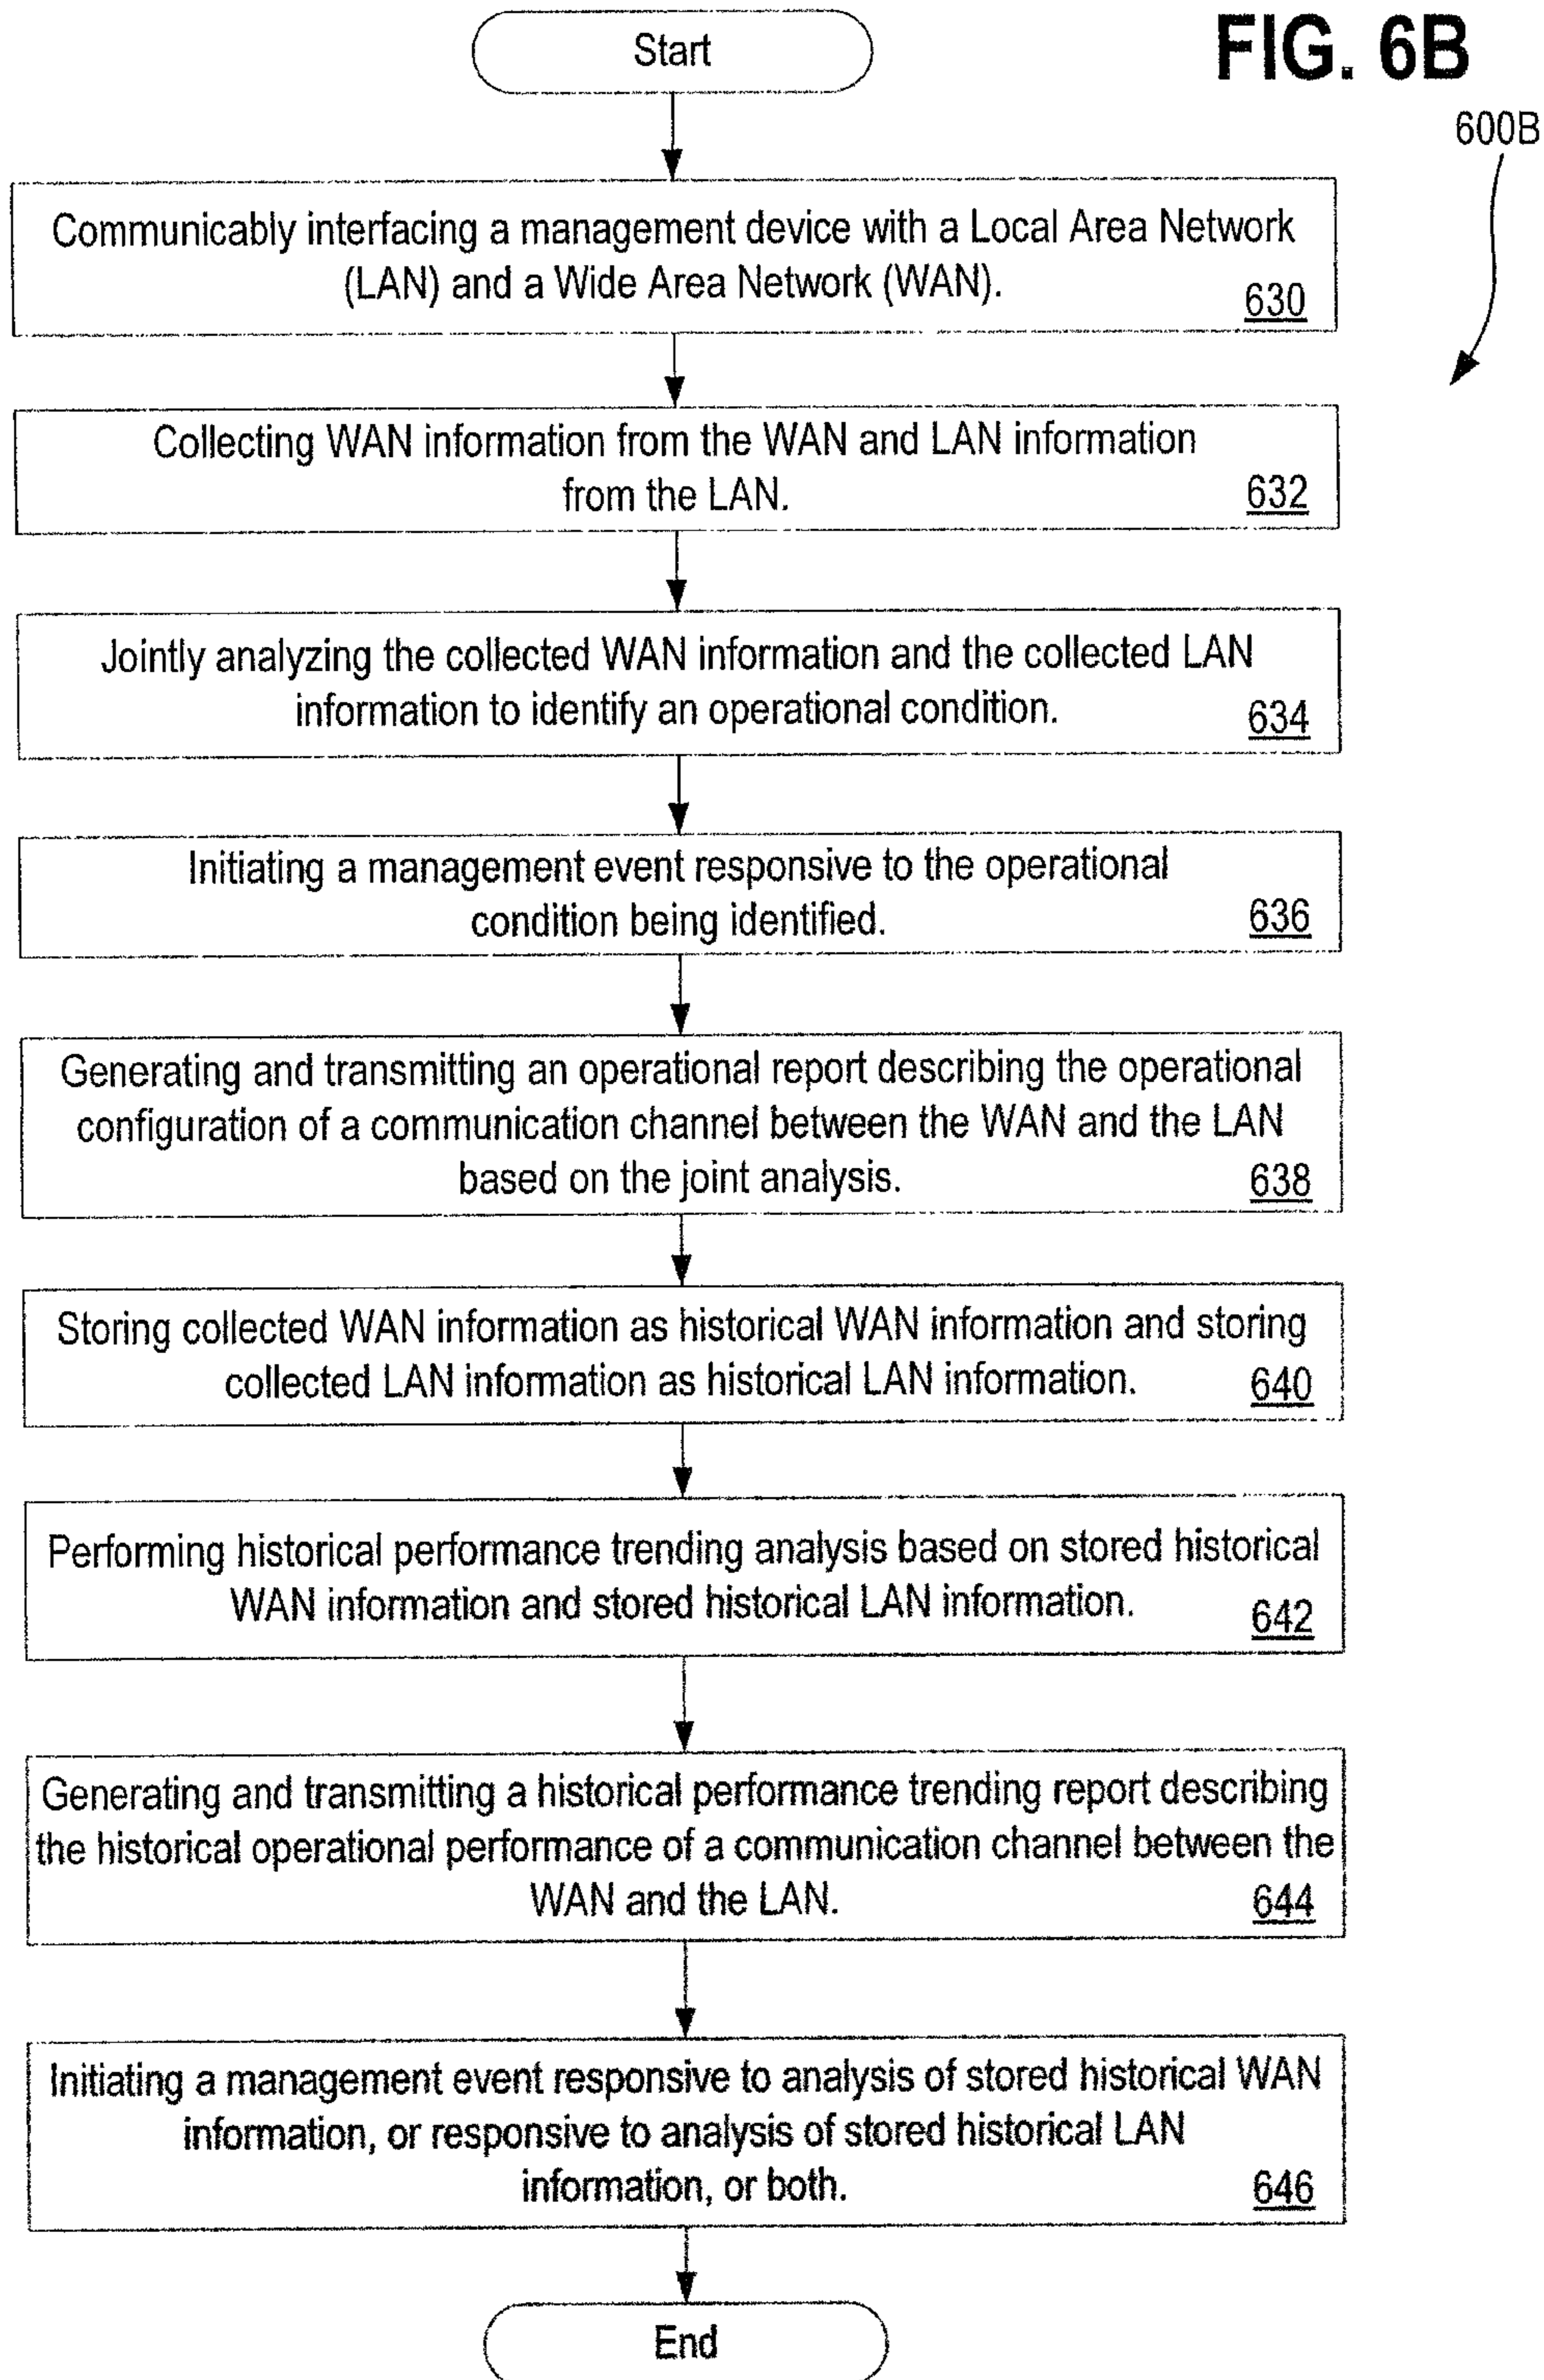 Start
FIG. 6B
600B
Communicably interfacing a management device with a Local Area Network
(LAN) and a Wide Area Network (WAN).
630
Collecting WAN information from the WAN and LAN information
from the LAN.
632
Jointly analyzing the collected WAN information and the collected LAN
information to identify an operational condition.
634
Initiating a management event responsive to the operational
condition being identified.
636
Generating and transmitting an operational report describing the operational
configuration of a communication channel between the WAN and the LAN
based on the joint analysis.
638
Storing collected WAN information as historical WAN information and storing
collected LAN information as historical LAN information.
640
Performing historical performance trending analysis based on stored historical
WAN information and stored historical LAN information.
642
Generating and transmitting a historical performance trending report describing
the historical operational performance of a communication channel between the
WAN and the LAN.
644
Initiating a management event responsive to analysis of stored historical WAN
information, or responsive to analysis of stored historical LAN
information, or both.
646
End